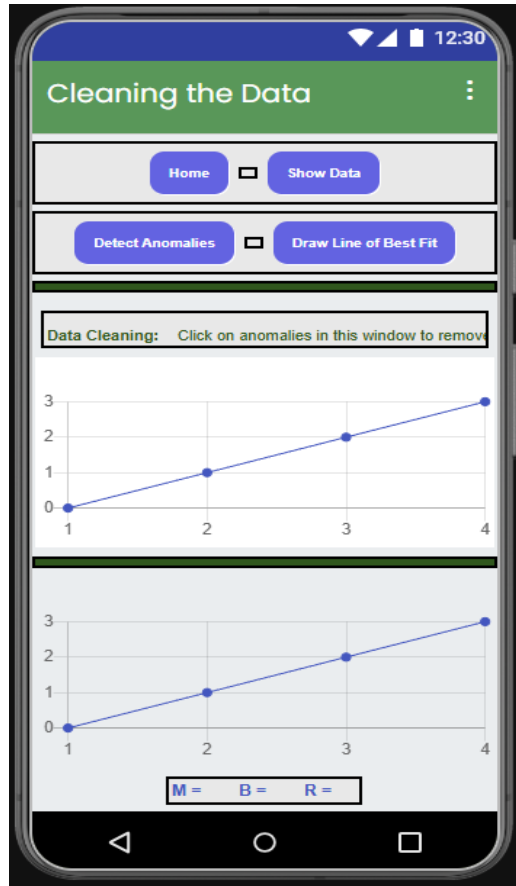 12:30
Cleaning the Data
Home Show Data
Detect Anomalies Draw Line of Best Fit
Data Cleaning: Click on anomalies in this window to remove
3
2
1
0
1 2 3 4
3
2
1
0
1 2 3 4
M = B = R =